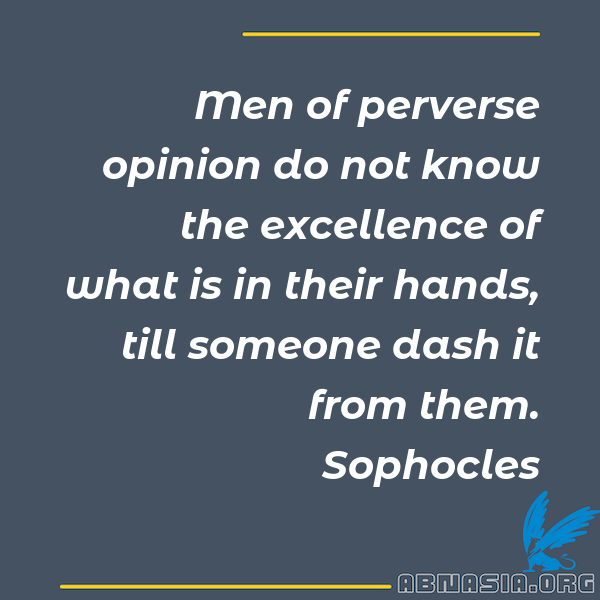 Men of perverse
opinion do not know
the excellence of
what is in their hands,
till someone dash it
from them.
Sophocles
ABNASIA.ORG